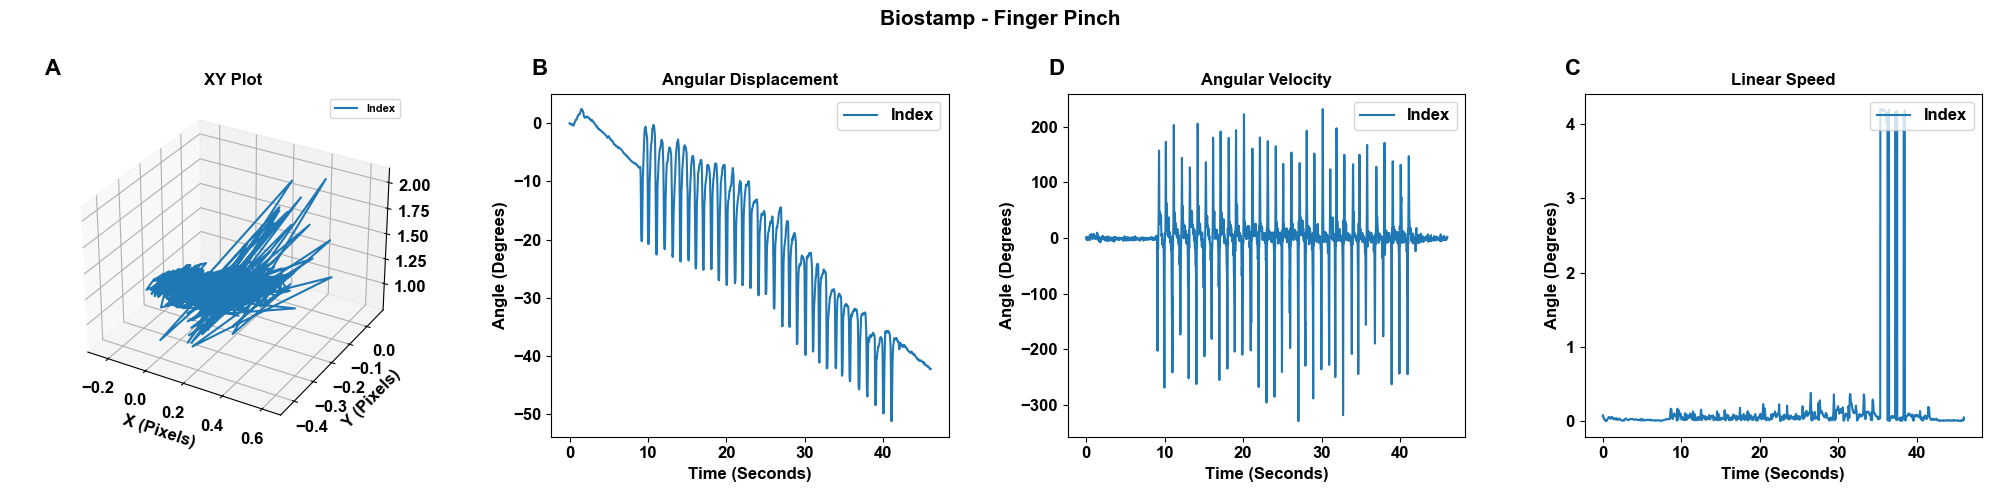 Biostamp - Finger Pinch
A
XY Plot
Index
2.00
1.75
1.50
1.25
1.00
0.0
−0.1
−0.2
−0.3
−0.4
Y (Pixels)
−0.2
0.0
0.2
0.4
0.6
X (Pixels)
B
Angular Displacement
Index
0
−10
−20
−30
−40
−50
Angle (Degrees)
0
10
20
30
40
Time (Seconds)
D
Angular Velocity
Index
200
100
0
−100
−200
−300
Angle (Degrees)
0
10
20
30
40
Time (Seconds)
C
Linear Speed
Index
4
3
2
1
0
Angle (Degrees)
0
10
20
30
40
Time (Seconds)